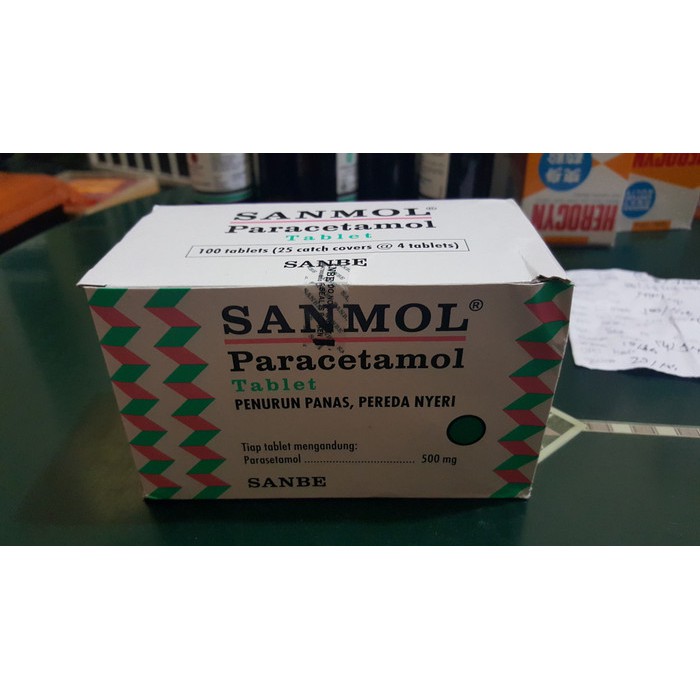 SANMOL®
Paracetamol
Tablet
100 tablets (25 catch covers @ 4 tablets)
SANBE
SANMOL®
Paracetamol
Tablet
PENURUN PANAS, PEREDA NYERI
Tiap tablet mengandung:
Parasetamol ................................... 500 mg
SANBE
HEROCYN
HEROCYN